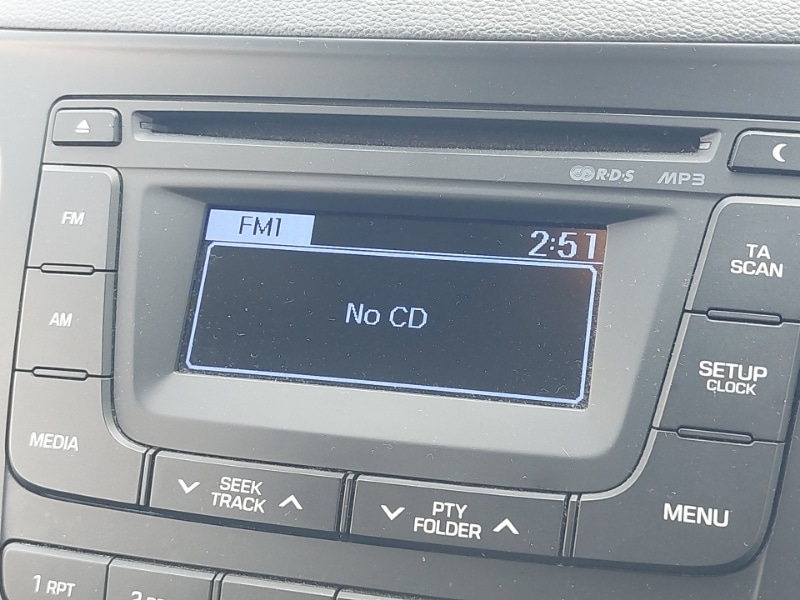 R·D·S MP3
FM
FM1 2:51
TA
SCAN
No CD
AM
SETUP
CLOCK
MEDIA
SEEK
TRACK
PTY
FOLDER
MENU
1 RPT